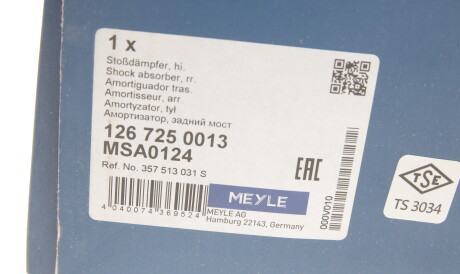 1 x
Stoßdämpfer, hi.
Shock absorber, rr.
Amortiguador tras.
Amortisseur, arr
Amortyzator, tył
Амортизатор, задний мост
126 725 0013
MSA0124
Ref. No. 357 513 031 S
EAC
MEYLE
4 040074 369524
MEYLE AG
Hamburg 22143, Germany
000V010
TSE
TS 3034